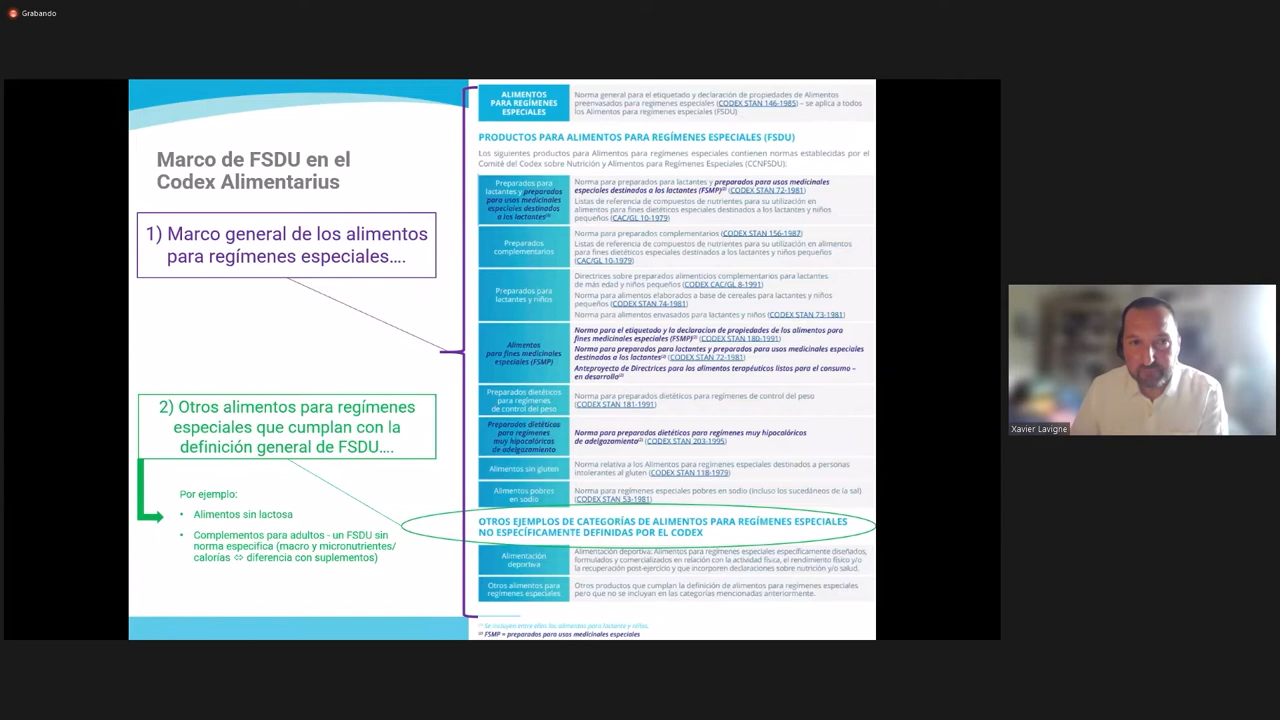 Grabando
Marco de FSDU en el
Codex Alimentarius
1) Marco general de los alimentos
para regímenes especiales….
2) Otros alimentos para regímenes
especiales que cumplan con la
definición general de FSDU….
Por ejemplo:
• Alimentos sin lactosa
• Complementos para adultos - un FSDU sin
norma especifica (macro y micronutrientes/
calorías ⇔ diferencia con suplementos)
ALIMENTOS
PARA REGÍMENES
ESPECIALES
Norma general para el etiquetado y declaración de propiedades de Alimentos
preenvasados para regimenes especiales (CODEX STAN 146-1985) – se aplica a todos
los Alimentos para regímenes especiales (FSDU)
PRODUCTOS PARA ALIMENTOS PARA REGÍMENES ESPECIALES (FSDU)
Los siguientes productos para Alimentos para regímenes especiales contienen normas establecidas por el
Comité del Codex sobre Nutrición y Alimentos para Regímenes Especiales (CCNFSDU):
Preparados para
lactantes y preparados
para usos medicinales
especiales destinados
a los lactantes(1)
Norma para preparados para lactantes y preparados para usos medicinales
especiales destinados a los lactantes (FSMP)(2) (CODEX STAN 72-1981)
Listas de referencia de compuestos de nutrientes para su utilización en
alimentos para fines dietéticos especiales destinados a los lactantes y niños
pequeños (CAC/GL 10-1979)
Preparados
complementarios
Norma para preparados complementarios (CODEX STAN 156-1987)
Listas de referencia de compuestos de nutrientes para su utilización en alimentos
para fines dietéticos especiales destinados a los lactantes y niños pequeños
(CAC/GL 10-1979)
Preparados para
lactantes y niños
Directrices sobre preparados alimenticios complementarios para lactantes
de más edad y niños pequeños (CODEX CAC/GL 8-1991)
Norma para alimentos elaborados a base de cereales para lactantes y niños
pequeños (CODEX STAN 74-1981)
Norma para alimentos envasados para lactantes y niños (CODEX STAN 73-1981)
Alimentos
para fines medicinales
especiales (FSMP)
Norma para el etiquetado y la declaracion de propiedades de los alimentos para
fines medicinales especiales (FSMP)(2) (CODEX STAN 180-1991)
Norma para preparados para lactantes y preparados para usos medicinales especiales
destinados a los lactantes(2) (CODEX STAN 72-1981)
Anteproyecto de Directrices para los alimentos terapéuticos listos para el consumo –
en desarrollo(2)
Preparados dietéticos
para regímenes
de control del peso
Norma para preparados dietéticos para regímenes de control del peso
(CODEX STAN 181-1991)
Preparados dietéticos
para regímenes
muy hipocalóricos
de adelgazamiento
Norma para preparados dietéticos para regímenes muy hipocalóricos
de adelgazamiento(2) (CODEX STAN 203-1995)
Alimentos sin gluten
Norma relativa a los Alimentos para regimenes especiales destinados a personas
intolerantes al gluten (CODEX STAN 118-1979)
Alimentos pobres
en sodio
Norma para regímenes especiales pobres en sodio (incluso los sucedáneos de la sal)
(CODEX STAN 53-1981)
OTROS EJEMPLOS DE CATEGORÍAS DE ALIMENTOS PARA REGÍMENES ESPECIALES
NO ESPECÍFICAMENTE DEFINIDAS POR EL CODEX
Alimentación
deportiva
Alimentación deportiva: Alimentos para regímenes especiales específicamente diseñados,
formulados y comercializados en relación con la actividad física, el rendimiento físico y/o
la recuperación post-ejercicio y que incorporen declaraciones sobre nutrición y/o salud.
Otros alimentos para
regímenes especiales
Otros productos que cumplan la definición de alimentos para regímenes especiales
pero que no se incluyan en las categorías mencionadas anteriormente.
(1) Se incluyen entre ellos los alimentos para lactante y niños.
(2) FSMP = preparados para usos medicinales especiales
Xavier Lavigne